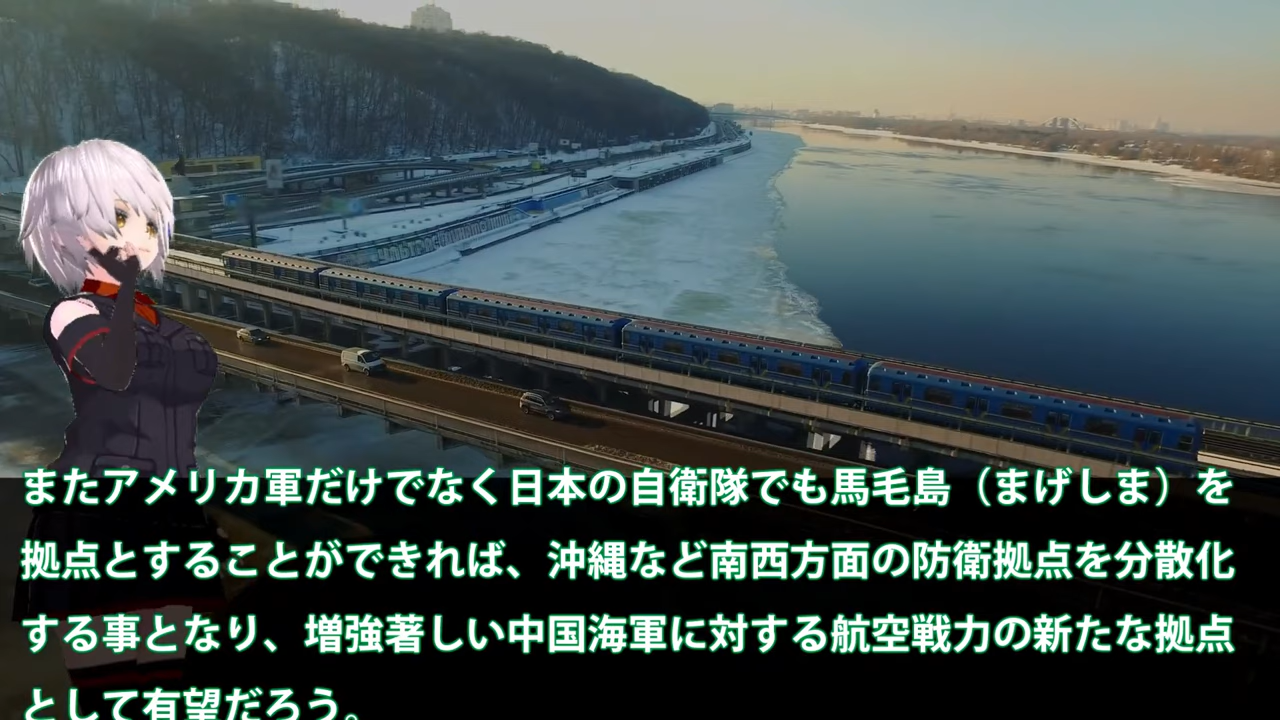 またアメリカ軍だけでなく日本の自衛隊でも馬毛島（まげしま）を
拠点とすることができれば、沖縄など南西方面の防衛拠点を分散化
する事となり、増強著しい中国海軍に対する航空戦力の新たな拠点
として有望だろう。